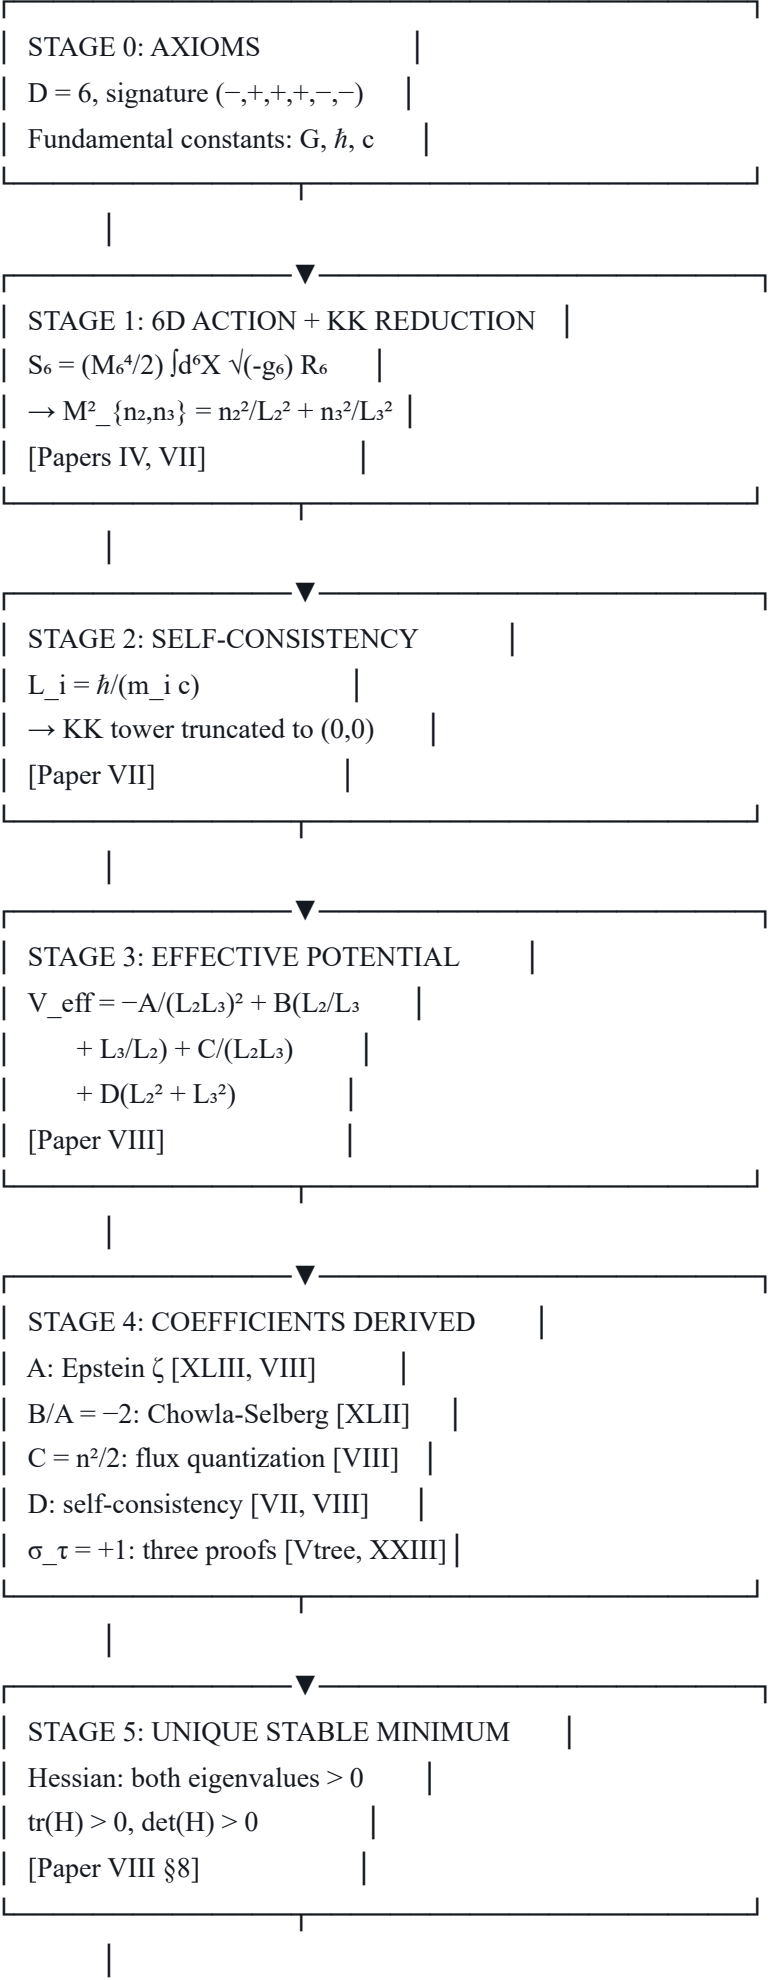 STAGE 0: AXIOMS
D = 6, signature (−,+,+,+,−,−)
Fundamental constants: G, ℏ, c
STAGE 1: 6D ACTION + KK REDUCTION
S₆ = (M₆⁴/2) ∫d⁶X √(-g₆) R₆
→ M²_{n₂,n₃} = n₂²/L₂² + n₃²/L₃²
[Papers IV, VII]
STAGE 2: SELF-CONSISTENCY
L_i = ℏ/(m_i c)
→ KK tower truncated to (0,0)
[Paper VII]
STAGE 3: EFFECTIVE POTENTIAL
V_eff = −A/(L₂L₃)² + B(L₂/L₃
+ L₃/L₂) + C/(L₂L₃)
+ D(L₂² + L₃²)
[Paper VIII]
STAGE 4: COEFFICIENTS DERIVED
A: Epstein ζ [XLIII, VIII]
B/A = −2: Chowla-Selberg [XLII]
C = n²/2: flux quantization [VIII]
D: self-consistency [VII, VIII]
σ_τ = +1: three proofs [Vtree, XXIII]
STAGE 5: UNIQUE STABLE MINIMUM
Hessian: both eigenvalues > 0
tr(H) > 0, det(H) > 0
[Paper VIII §8]